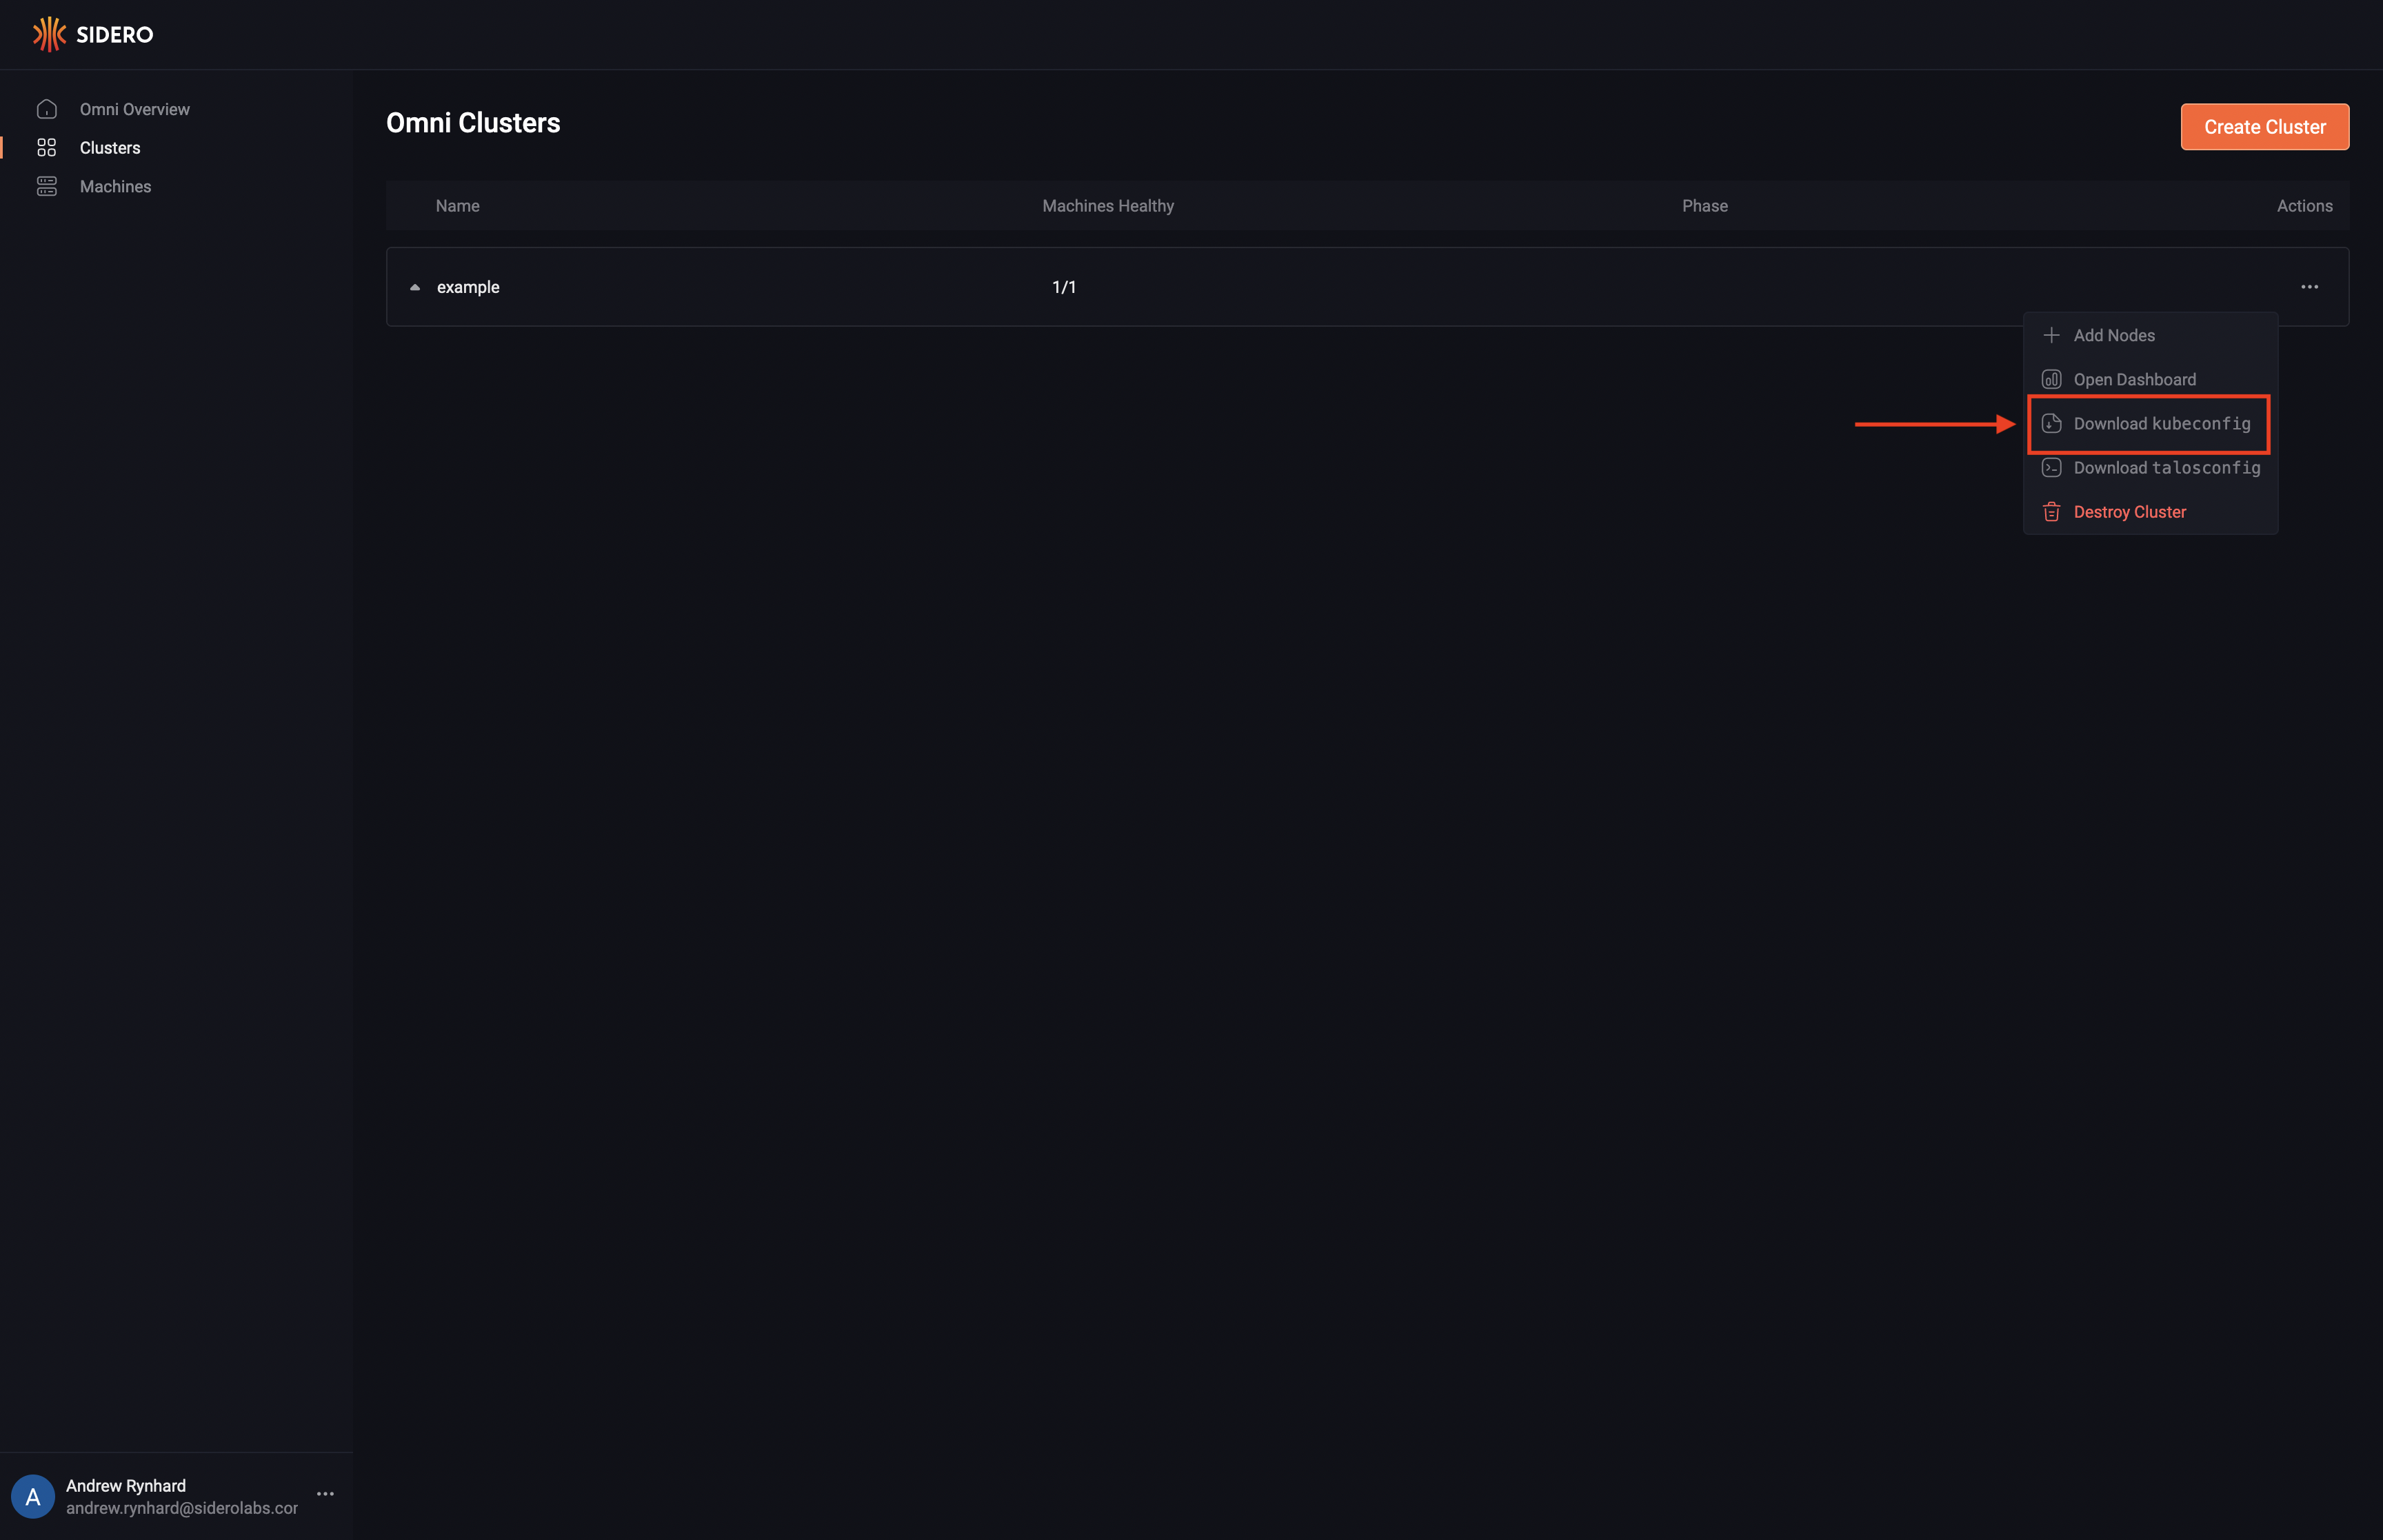 SIDERO
Omni Overview
Clusters
Machines
Omni Clusters
Create Cluster
Name Machines Healthy Phase Actions
example 1/1
Add Nodes
Open Dashboard
Download kubeconfig
Download talosconfig
Destroy Cluster
A
Andrew Rynhard
andrew.rynhard@siderolabs.cor